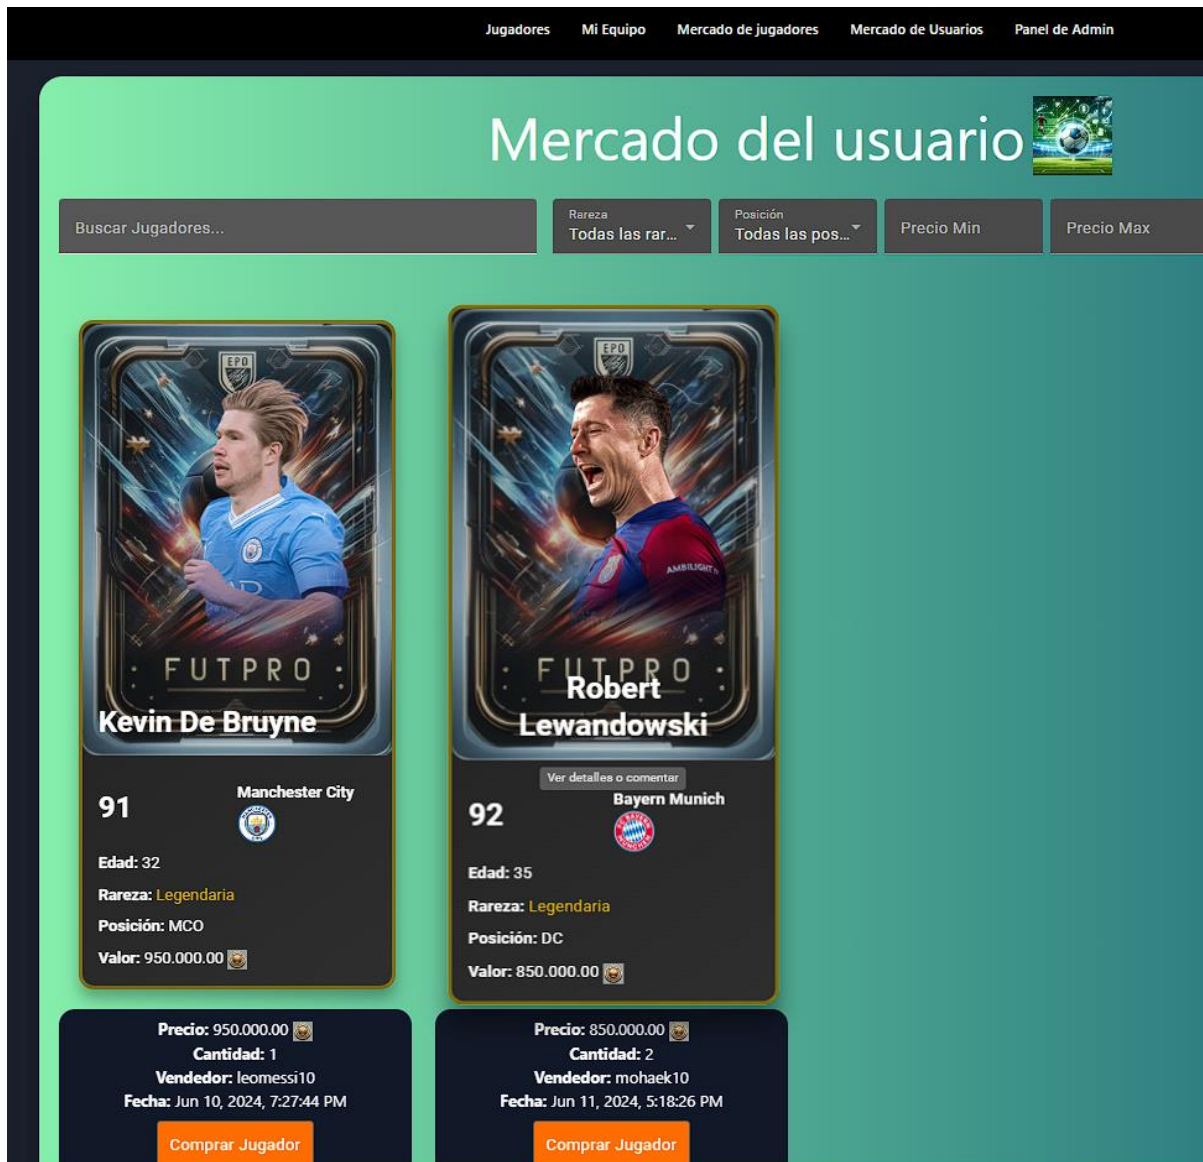 Jugadores Mi Equipo Mercado de jugadores Mercado de Usuarios Panel de Admin
Mercado del usuario
Buscar Jugadores...
Rareza
Todas las rar...
Posición
Todas las pos...
Precio Min
Precio Max
EPO
FUTPRO
Kevin De Bruyne
91
Manchester City
Edad: 32
Rareza: Legendaria
Posición: MCO
Valor: 950.000.00
Precio: 950.000.00
Cantidad: 1
Vendedor: leomessi10
Fecha: Jun 10, 2024, 7:27:44 PM
Comprar Jugador
EPO
AMBILIGHT
FUTPRO
Robert
Lewandowski
Ver detalles o comentar
92
Bayern Munich
Edad: 35
Rareza: Legendaria
Posición: DC
Valor: 850.000.00
Precio: 850.000.00
Cantidad: 2
Vendedor: mohaek10
Fecha: Jun 11, 2024, 5:18:26 PM
Comprar Jugador